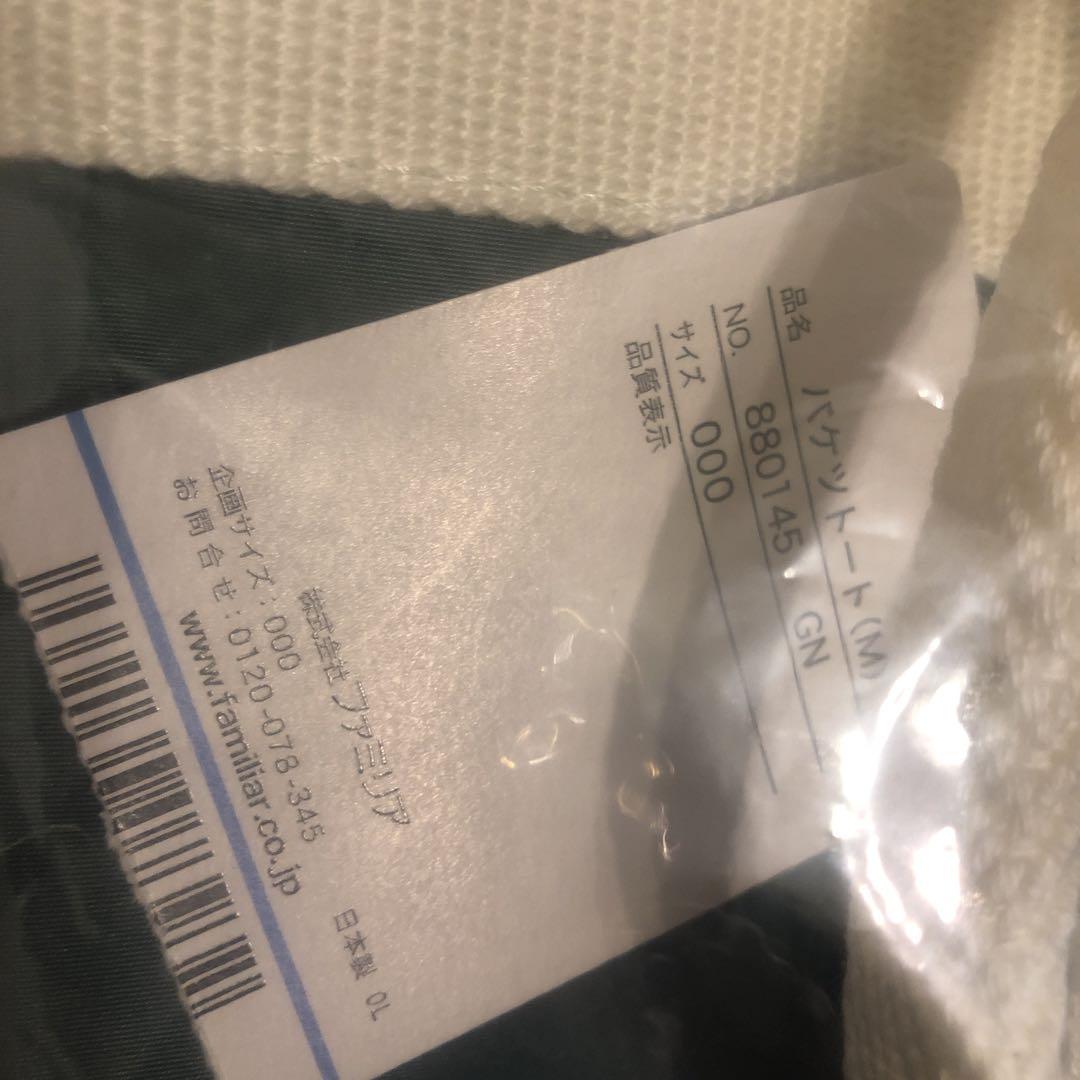 品名 バケットート(M)
NO. 880145 GN
サイズ 000
品質表示
株式会社ファミリア
企画サイズ:000
お問合せ:0120-078-345
www.familiar.co.jp
日本製 0L